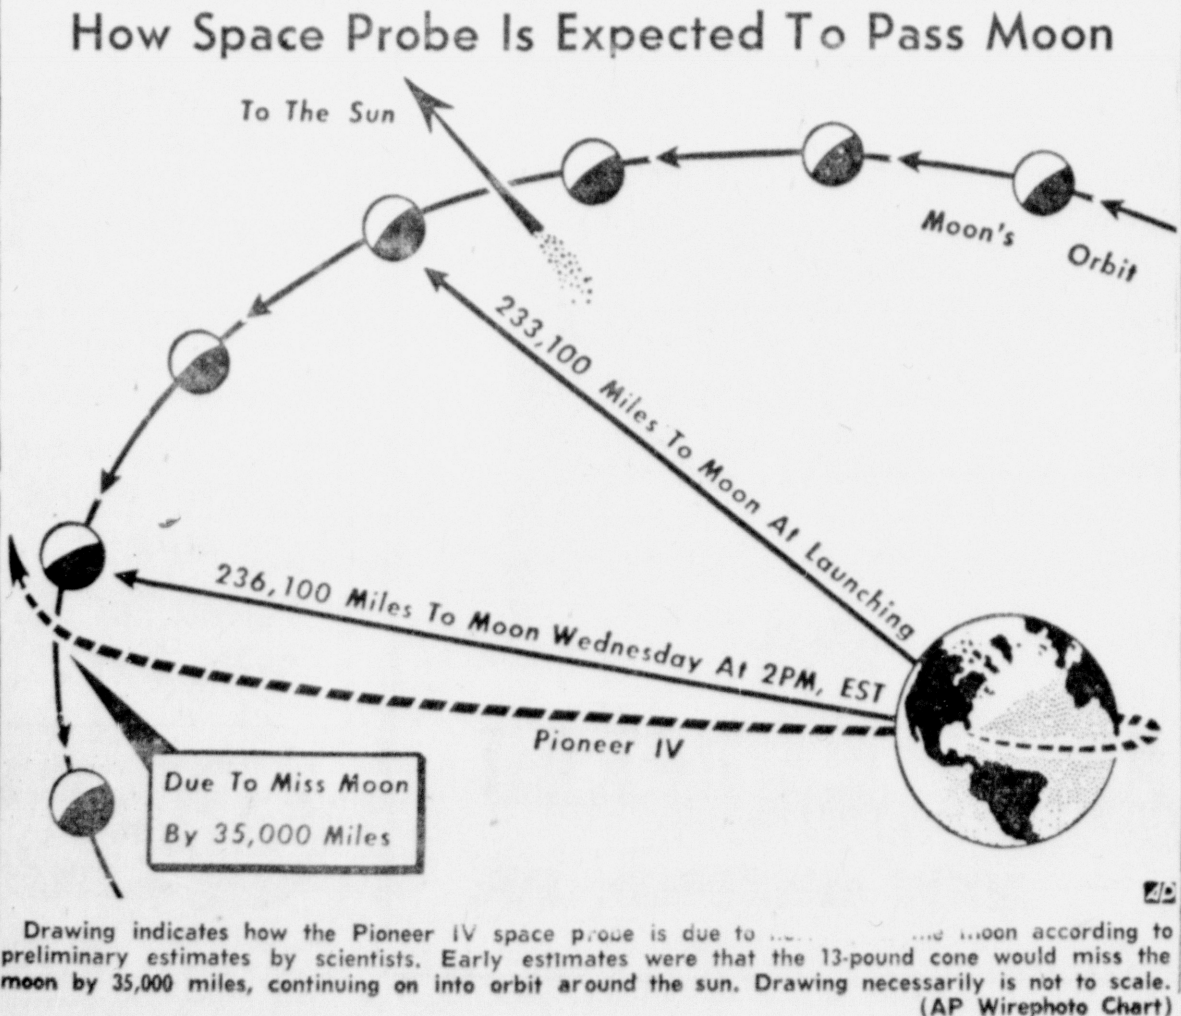 How Space Probe Is Expected To Pass Moon
To The Sun
Moon's Orbit
233,100 Miles To Moon At Launching
236,100 Miles To Moon Wednesday At 2PM, EST
Pioneer IV
Due To Miss Moon
By 35,000 Miles
AP
Drawing indicates how the Pioneer IV space probe is due to moon according to
preliminary estimates by scientists. Early estimates were that the 13-pound cone would miss the
moon by 35,000 miles, continuing on into orbit around the sun. Drawing necessarily is not to scale.
(AP Wirephoto Chart)